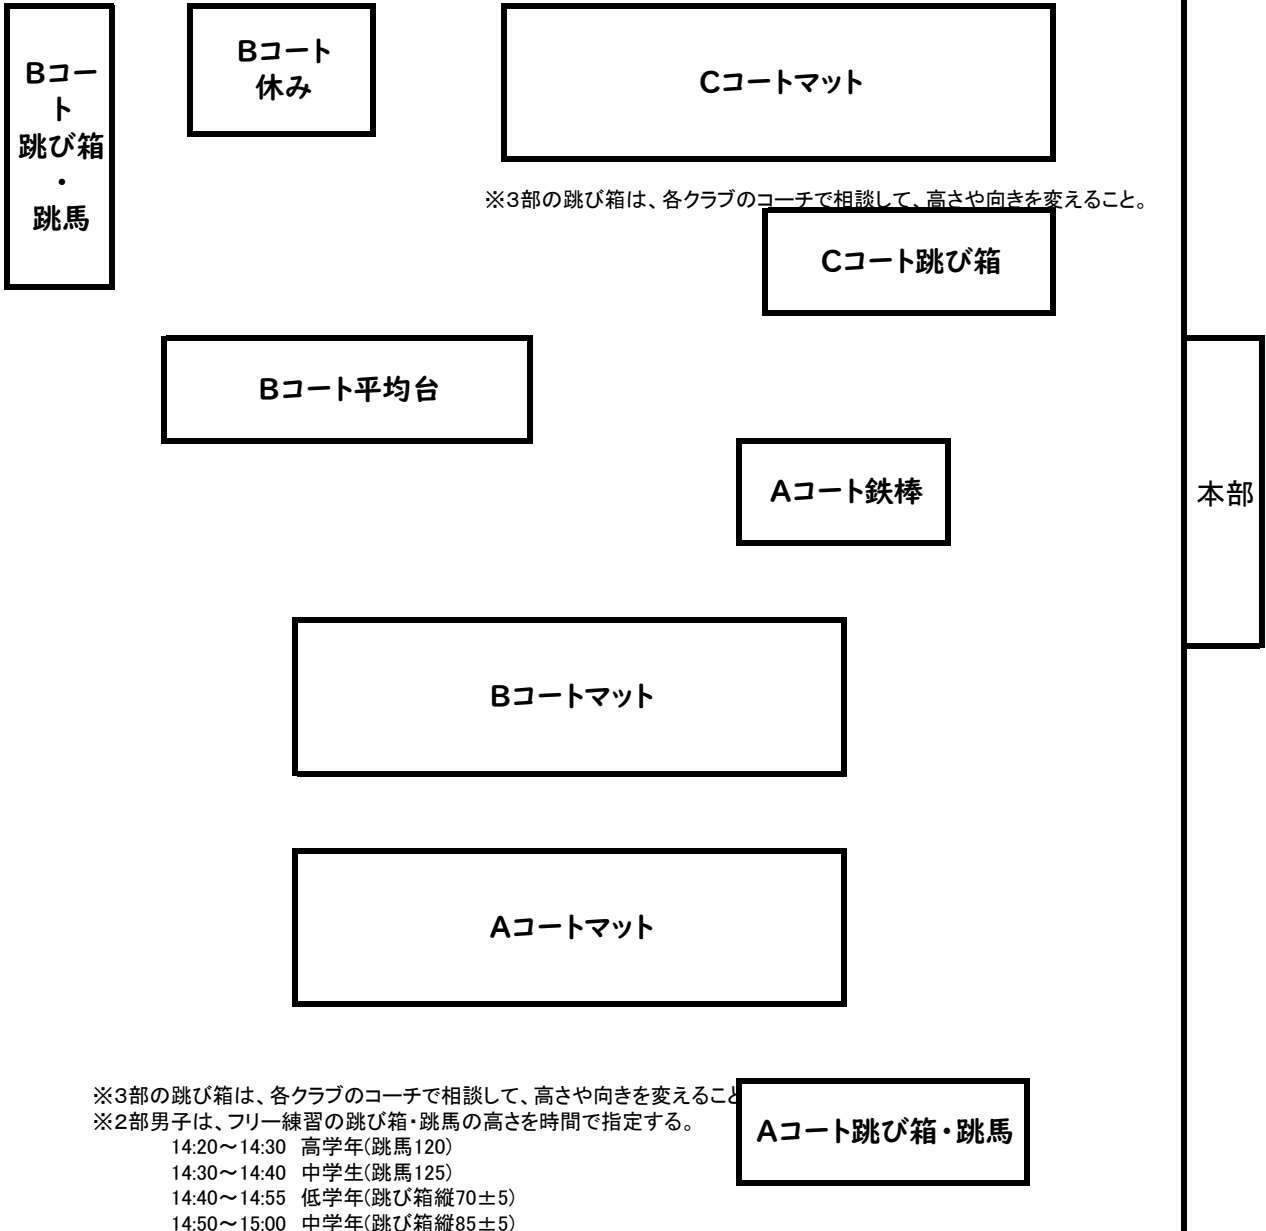 Bコー
ト
跳び箱
・
跳馬
Bコート
休み
Cコートマット
※3部の跳び箱は、各クラブのコーチで相談して、高さや向きを変えること。
Cコート跳び箱
Bコート平均台
Aコート鉄棒
本部
Bコートマット
Aコートマット
※3部の跳び箱は、各クラブのコーチで相談して、高さや向きを変えること
※2部男子は、フリー練習の跳び箱・跳馬の高さを時間で指定する。
14:20～14:30 高学年(跳馬120)
14:30～14:40 中学生(跳馬125)
14:40～14:55 低学年(跳び箱縦70±5)
14:50～15:00 中学年(跳び箱縦85±5)
Aコート跳び箱・跳馬